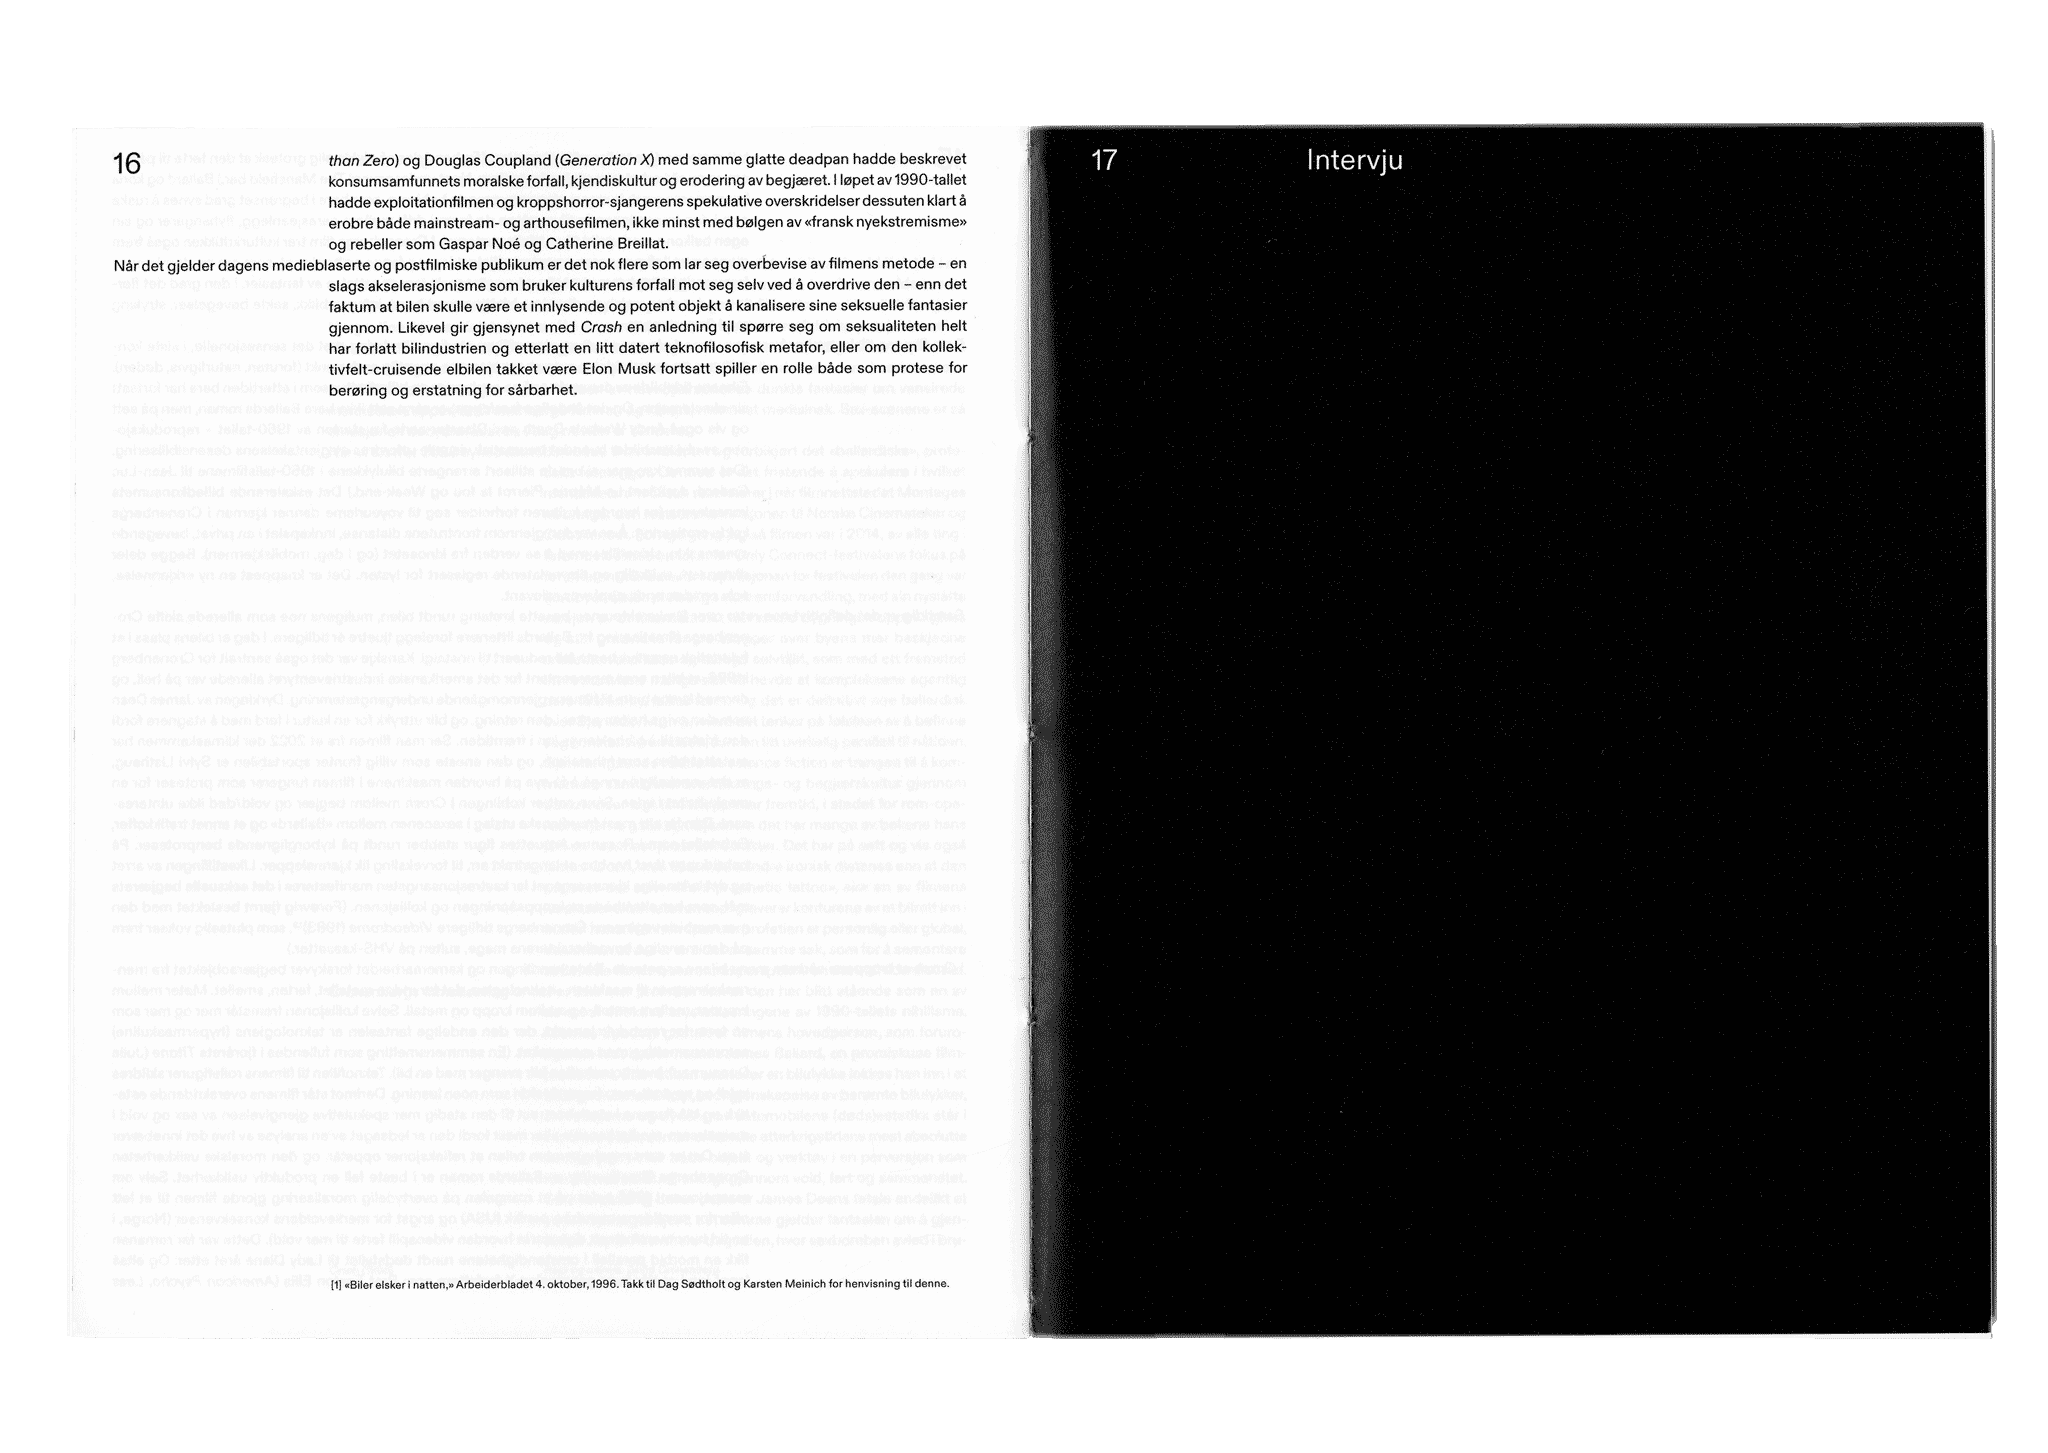 16
than Zero) og Douglas Coupland (Generation X) med samme glatte deadpan hadde beskrevet
konsumsamfunnets moralske forfall, kjendiskultur og erodering av begjæret. I løpet av 1990-tallet
hadde exploitationfilmen og kroppshorror-sjangerens spekulative overskridelser dessuten klart å
erobre både mainstream- og arthousefilmen, ikke minst med bølgen av «fransk nyekstremisme»
og rebeller som Gaspar Noé og Catherine Breillat.
Når det gjelder dagens medieblaserte og postfilmiske publikum er det nok flere som lar seg overbevise av filmens metode – en
slags akselerasjonisme som bruker kulturens forfall mot seg selv ved å overdrive den – enn det
faktum at bilen skulle være et innlysende og potent objekt å kanalisere sine seksuelle fantasier
gjennom. Likevel gir gjensynet med Crash en anledning til spørre seg om seksualiteten helt
har forlatt bilindustrien og etterlatt en litt datert teknofilosofisk metafor, eller om den kollek-
tivfelt-cruisende elbilen takket være Elon Musk fortsatt spiller en rolle både som protese for
berøring og erstatning for sårbarhet.
[1] «Biler elsker i natten,» Arbeiderbladet 4. oktober, 1996. Takk til Dag Sødtholt og Karsten Meinich for henvisning til denne.
17
Intervju